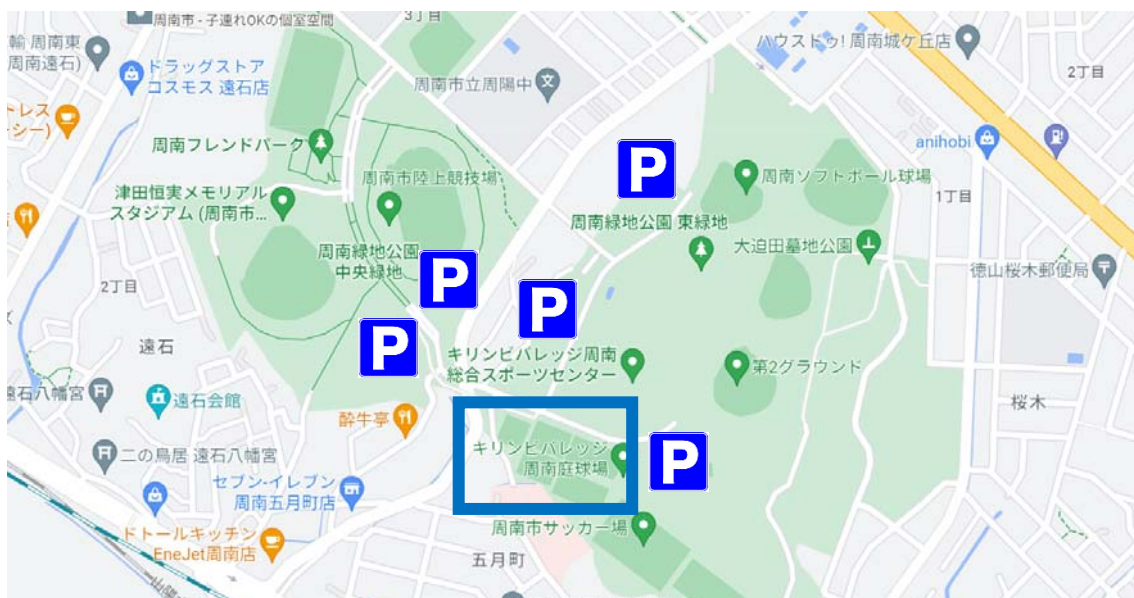 周南市 - 子連れOKの個室空間
3丁目
輪 周南東
周南遠石)
ドラッグストア
コスモス 遠石店
周南市立周陽中
ハウスドゥ! 周南城ケ丘店
2丁目
トレス
シー)
anihobi
周南フレンドパーク
周南市陸上競技場
P
周南ソフトボール球場
津田恒実メモリアル
スタジアム (周南市...
1丁目
周南緑地公園 東緑地
周南緑地公園
中央緑地
大迫田墓地公園
徳山桜木郵便局
P
2丁目
P
遠石
P
キリンビバレッジ周南
総合スポーツセンター
第2グラウンド
遠石八幡宮
遠石会館
桜木
酔牛亭
キリンビバレッジ
周南庭球場
P
二の鳥居 遠石八幡宮
セブン-イレブン
周南五月町店
周南市サッカー場
ドトールキッチン
EneJet周南店
五月町